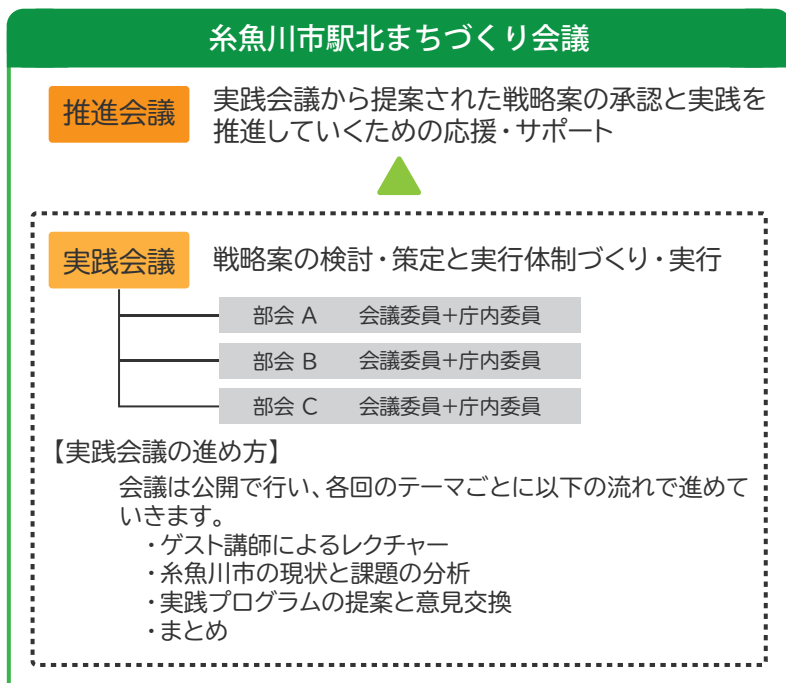 糸魚川市駅北まちづくり会議
推進会議
実践会議から提案された戦略案の承認と実践を
推進していくための応援・サポート
実践会議
戦略案の検討・策定と実行体制づくり・実行
部会 A 会議委員+庁内委員
部会 B 会議委員+庁内委員
部会 C 会議委員+庁内委員
【実践会議の進め方】
会議は公開で行い、各回のテーマごとに以下の流れで進めて
いきます。
・ゲスト講師によるレクチャー
・糸魚川市の現状と課題の分析
・実践プログラムの提案と意見交換
・まとめ